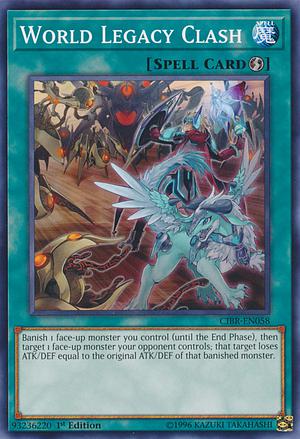 World Legacy Clash
SPELL
魔
[Spell Card]
CIBR-EN058
Banish 1 face-up monster you control (until the End Phase), then
target 1 face-up monster your opponent controls; that target loses
ATK/DEF equal to the original ATK/DEF of that banished monster.
93236220 1st Edition ©1996 KAZUKI TAKAHASHI